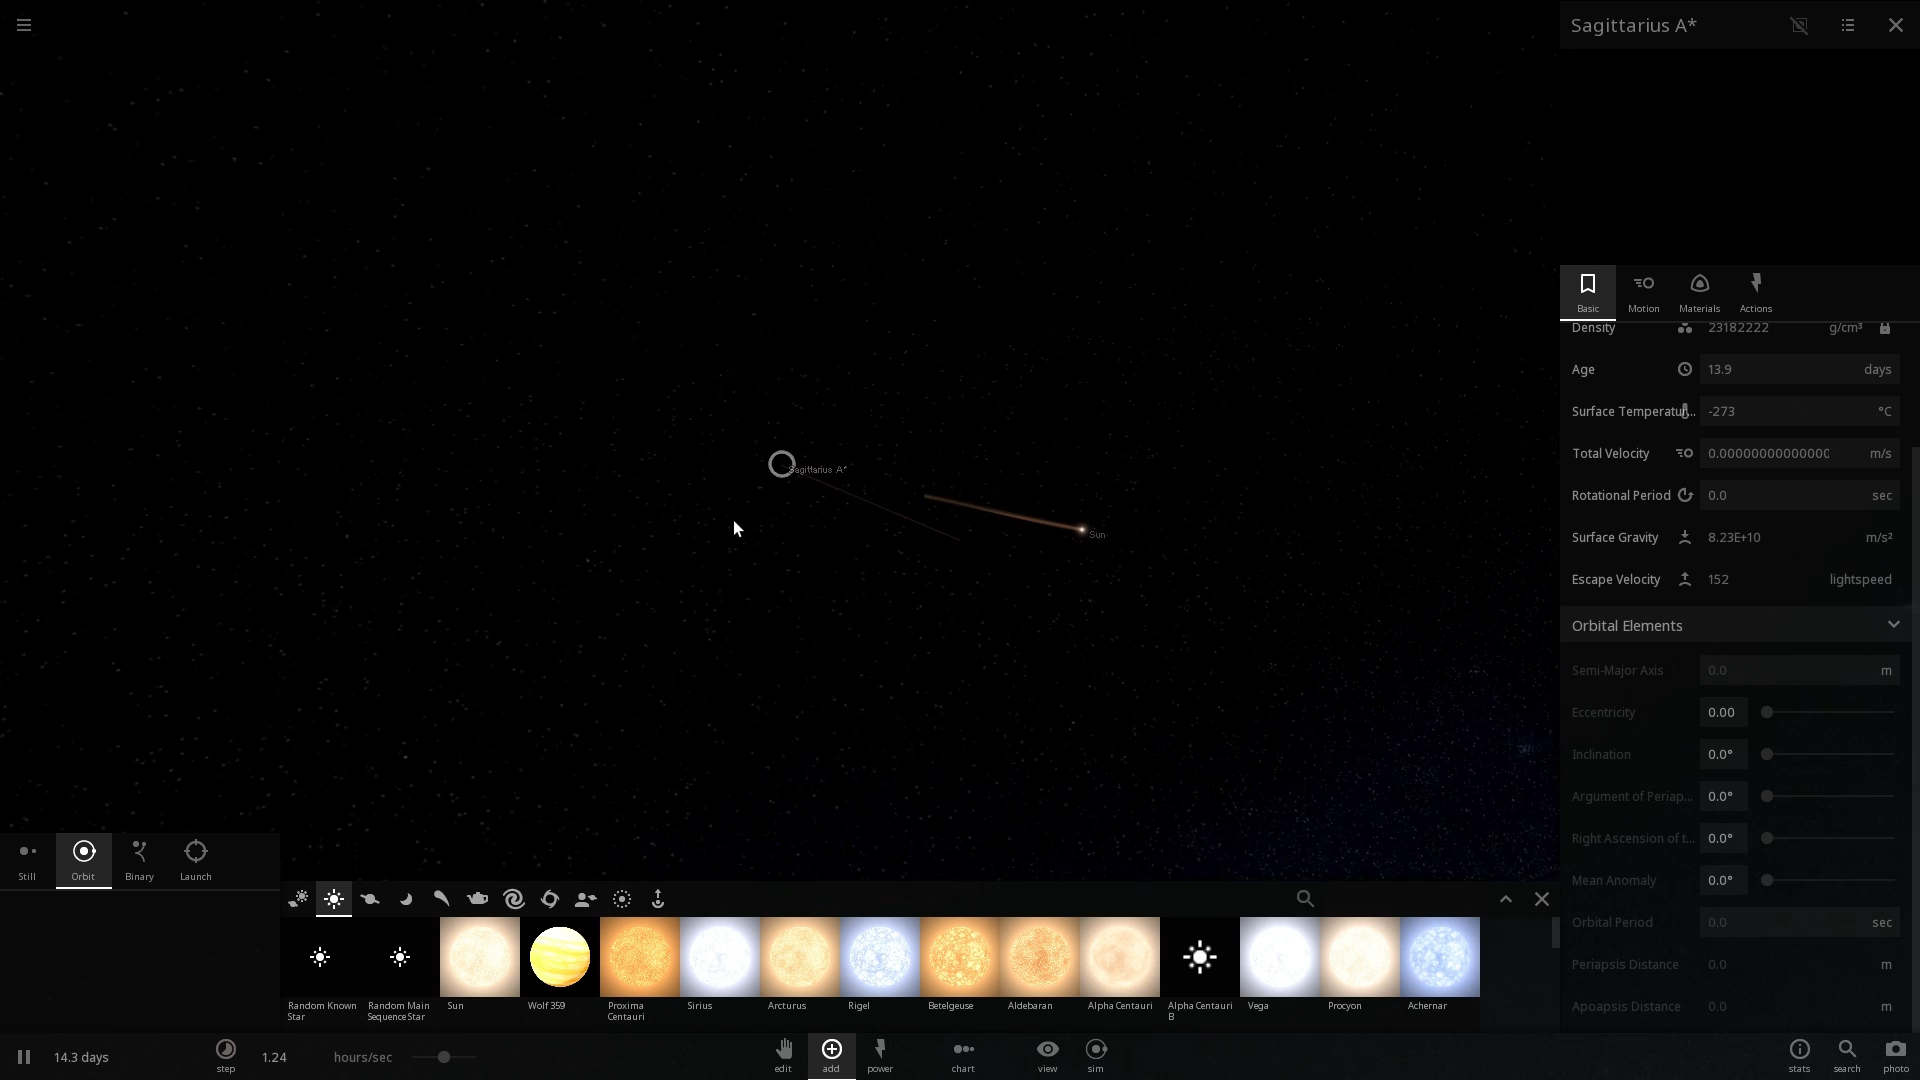 Sagittarius A*
Basic
Motion
Materials
Actions
Density 23182222 g/cm³
Age 13.9 days
Surface Temperatur... -273 °C
Total Velocity 0.00000000000000 m/s
Rotational Period 0.0 sec
Surface Gravity 8.23E+10 m/s²
Escape Velocity 152 lightspeed
Orbital Elements
Semi-Major Axis 0.0 m
Eccentricity 0.00
Inclination 0.0°
Argument of Periap... 0.0°
Right Ascension of t... 0.0°
Mean Anomaly 0.0°
Orbital Period 0.0 sec
Periapsis Distance 0.0 m
Apoapsis Distance 0.0 m
Sagittarius A*
Sun
Still
Orbit
Binary
Launch
Random Known
Star
Random Main
Sequence Star
Sun
Wolf 359
Proxima
Centauri
Sirius
Arcturus
Rigel
Betelgeuse
Aldebaran
Alpha Centauri
Alpha Centauri
B
Vega
Procyon
Achernar
14.3 days
step
1.24 hours/sec
edit
add
power
chart
view
sim
stats
search
photo